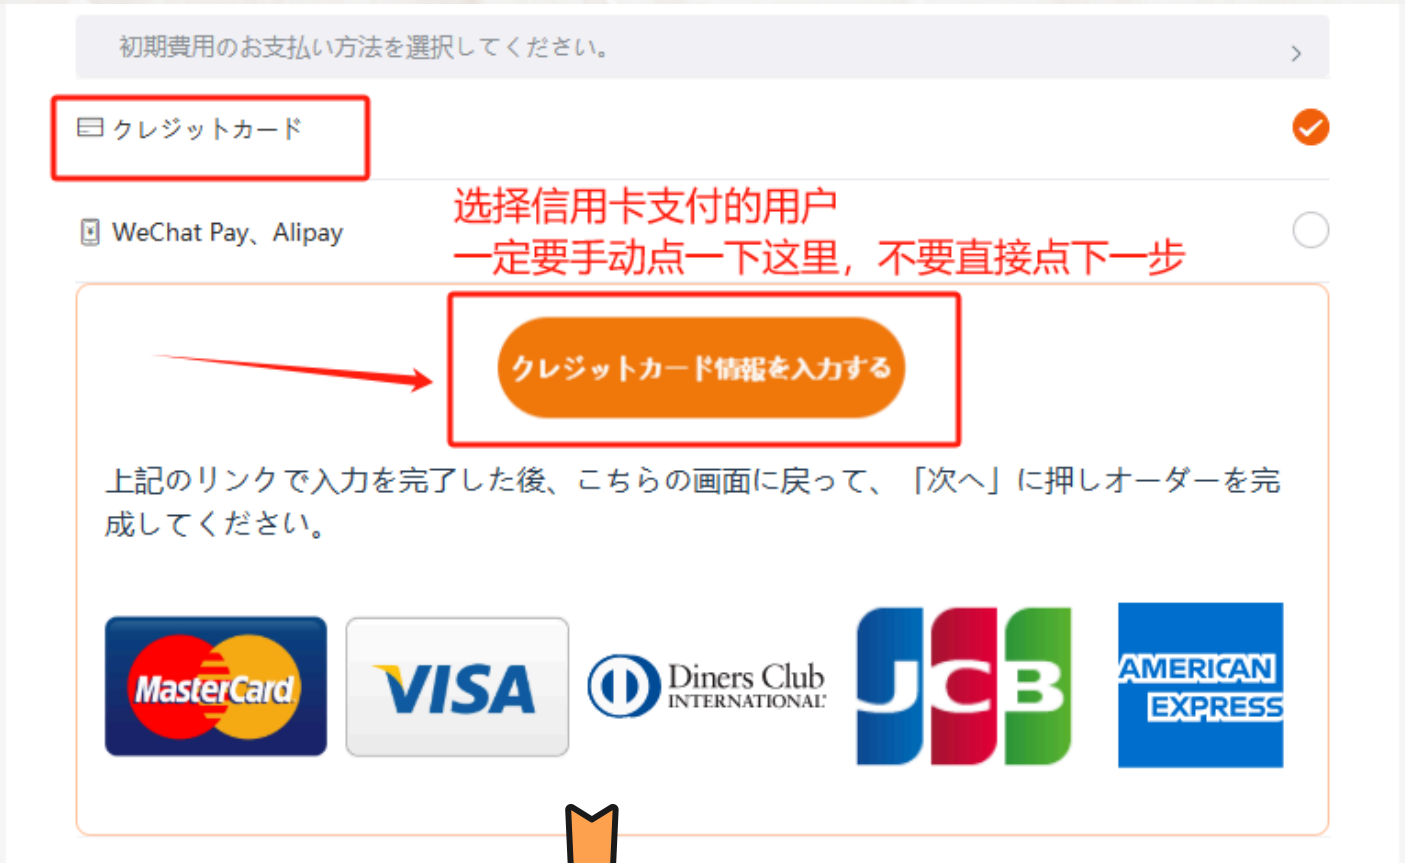 初期費用のお支払い方法を選択してください。
クレジットカード
选择信用卡支付的用户
WeChat Pay、Alipay
一定要手动点一下这里，不要直接点下一步
クレジットカード情報を入力する
上記のリンクで入力を完了した後、こちらの画面に戻って、「次へ」に押しオーダーを完
成してください。
MasterCard
VISA
Diners Club
INTERNATIONAL
JCB
AMERICAN
EXPRESS